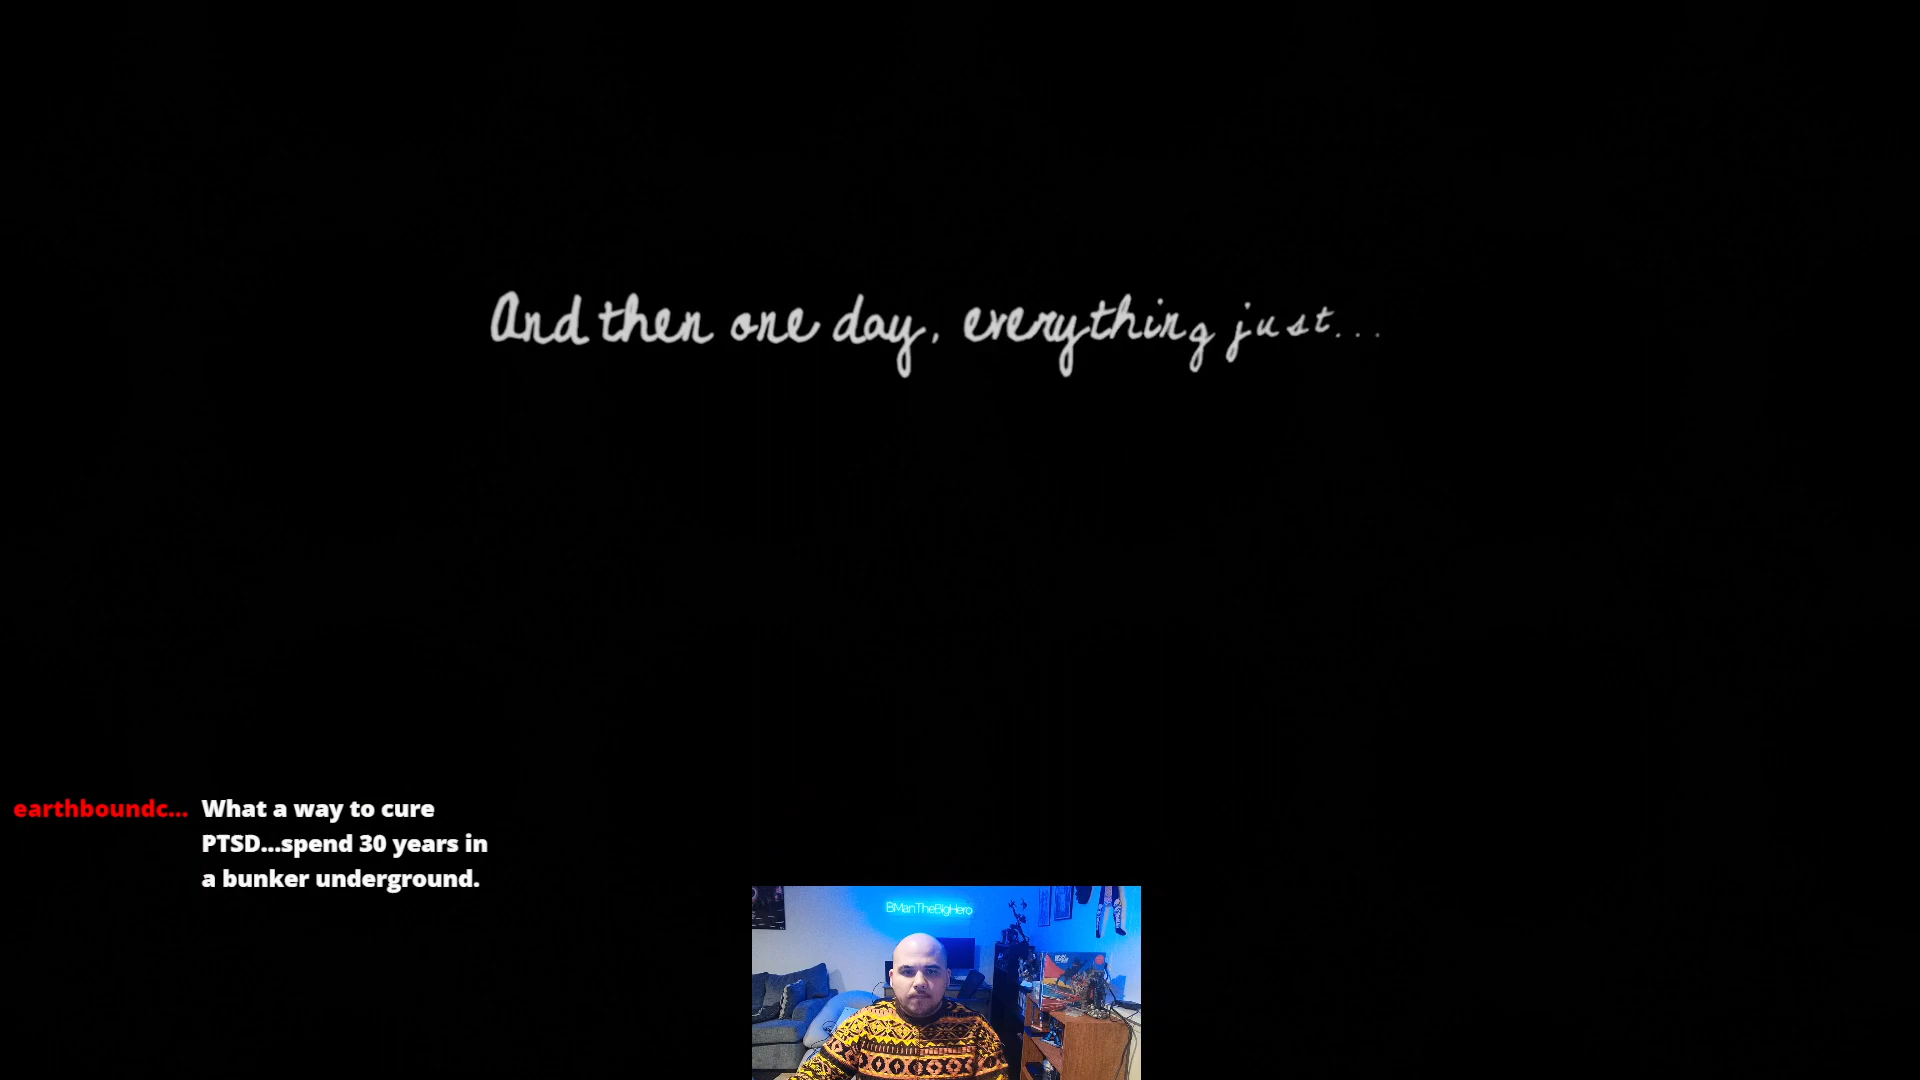 And then one day, everything just...
earthboundc... What a way to cure
PTSD...spend 30 years in
a bunker underground.
BManTheBigHero